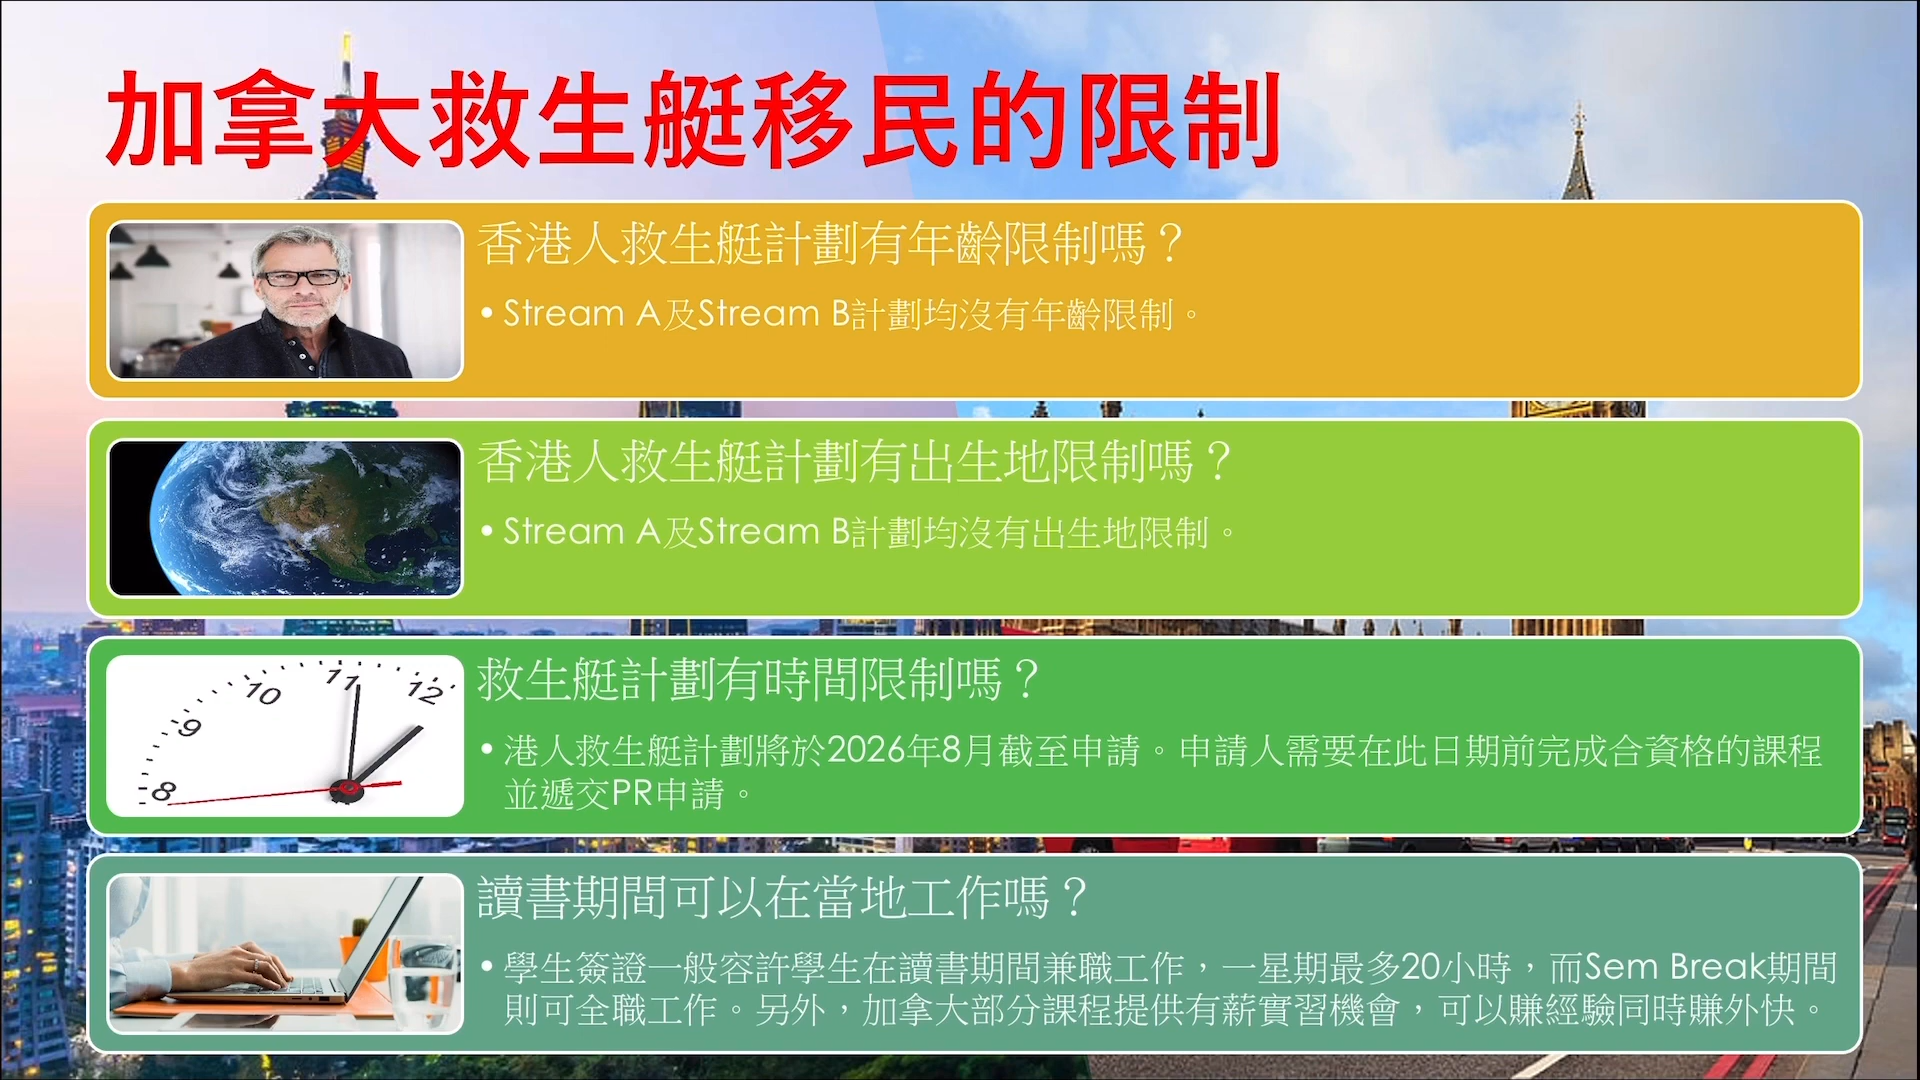 加拿大救生艇移民的限制
香港人救生艇計劃有年齡限制嗎？
• Stream A及Stream B計劃均沒有年齡限制。
香港人救生艇計劃有出生地限制嗎？
• Stream A及Stream B計劃均沒有出生地限制。
8 9 10 11 12
救生艇計劃有時間限制嗎？
• 港人救生艇計劃將於2026年8月截至申請。申請人需要在此日期前完成合資格的課程
並遞交PR申請。
讀書期間可以在當地工作嗎？
• 學生簽證一般容許學生在讀書期間兼職工作，一星期最多20小時，而Sem Break期間
則可全職工作。另外，加拿大部分課程提供有薪實習機會，可以賺經驗同時賺外快。